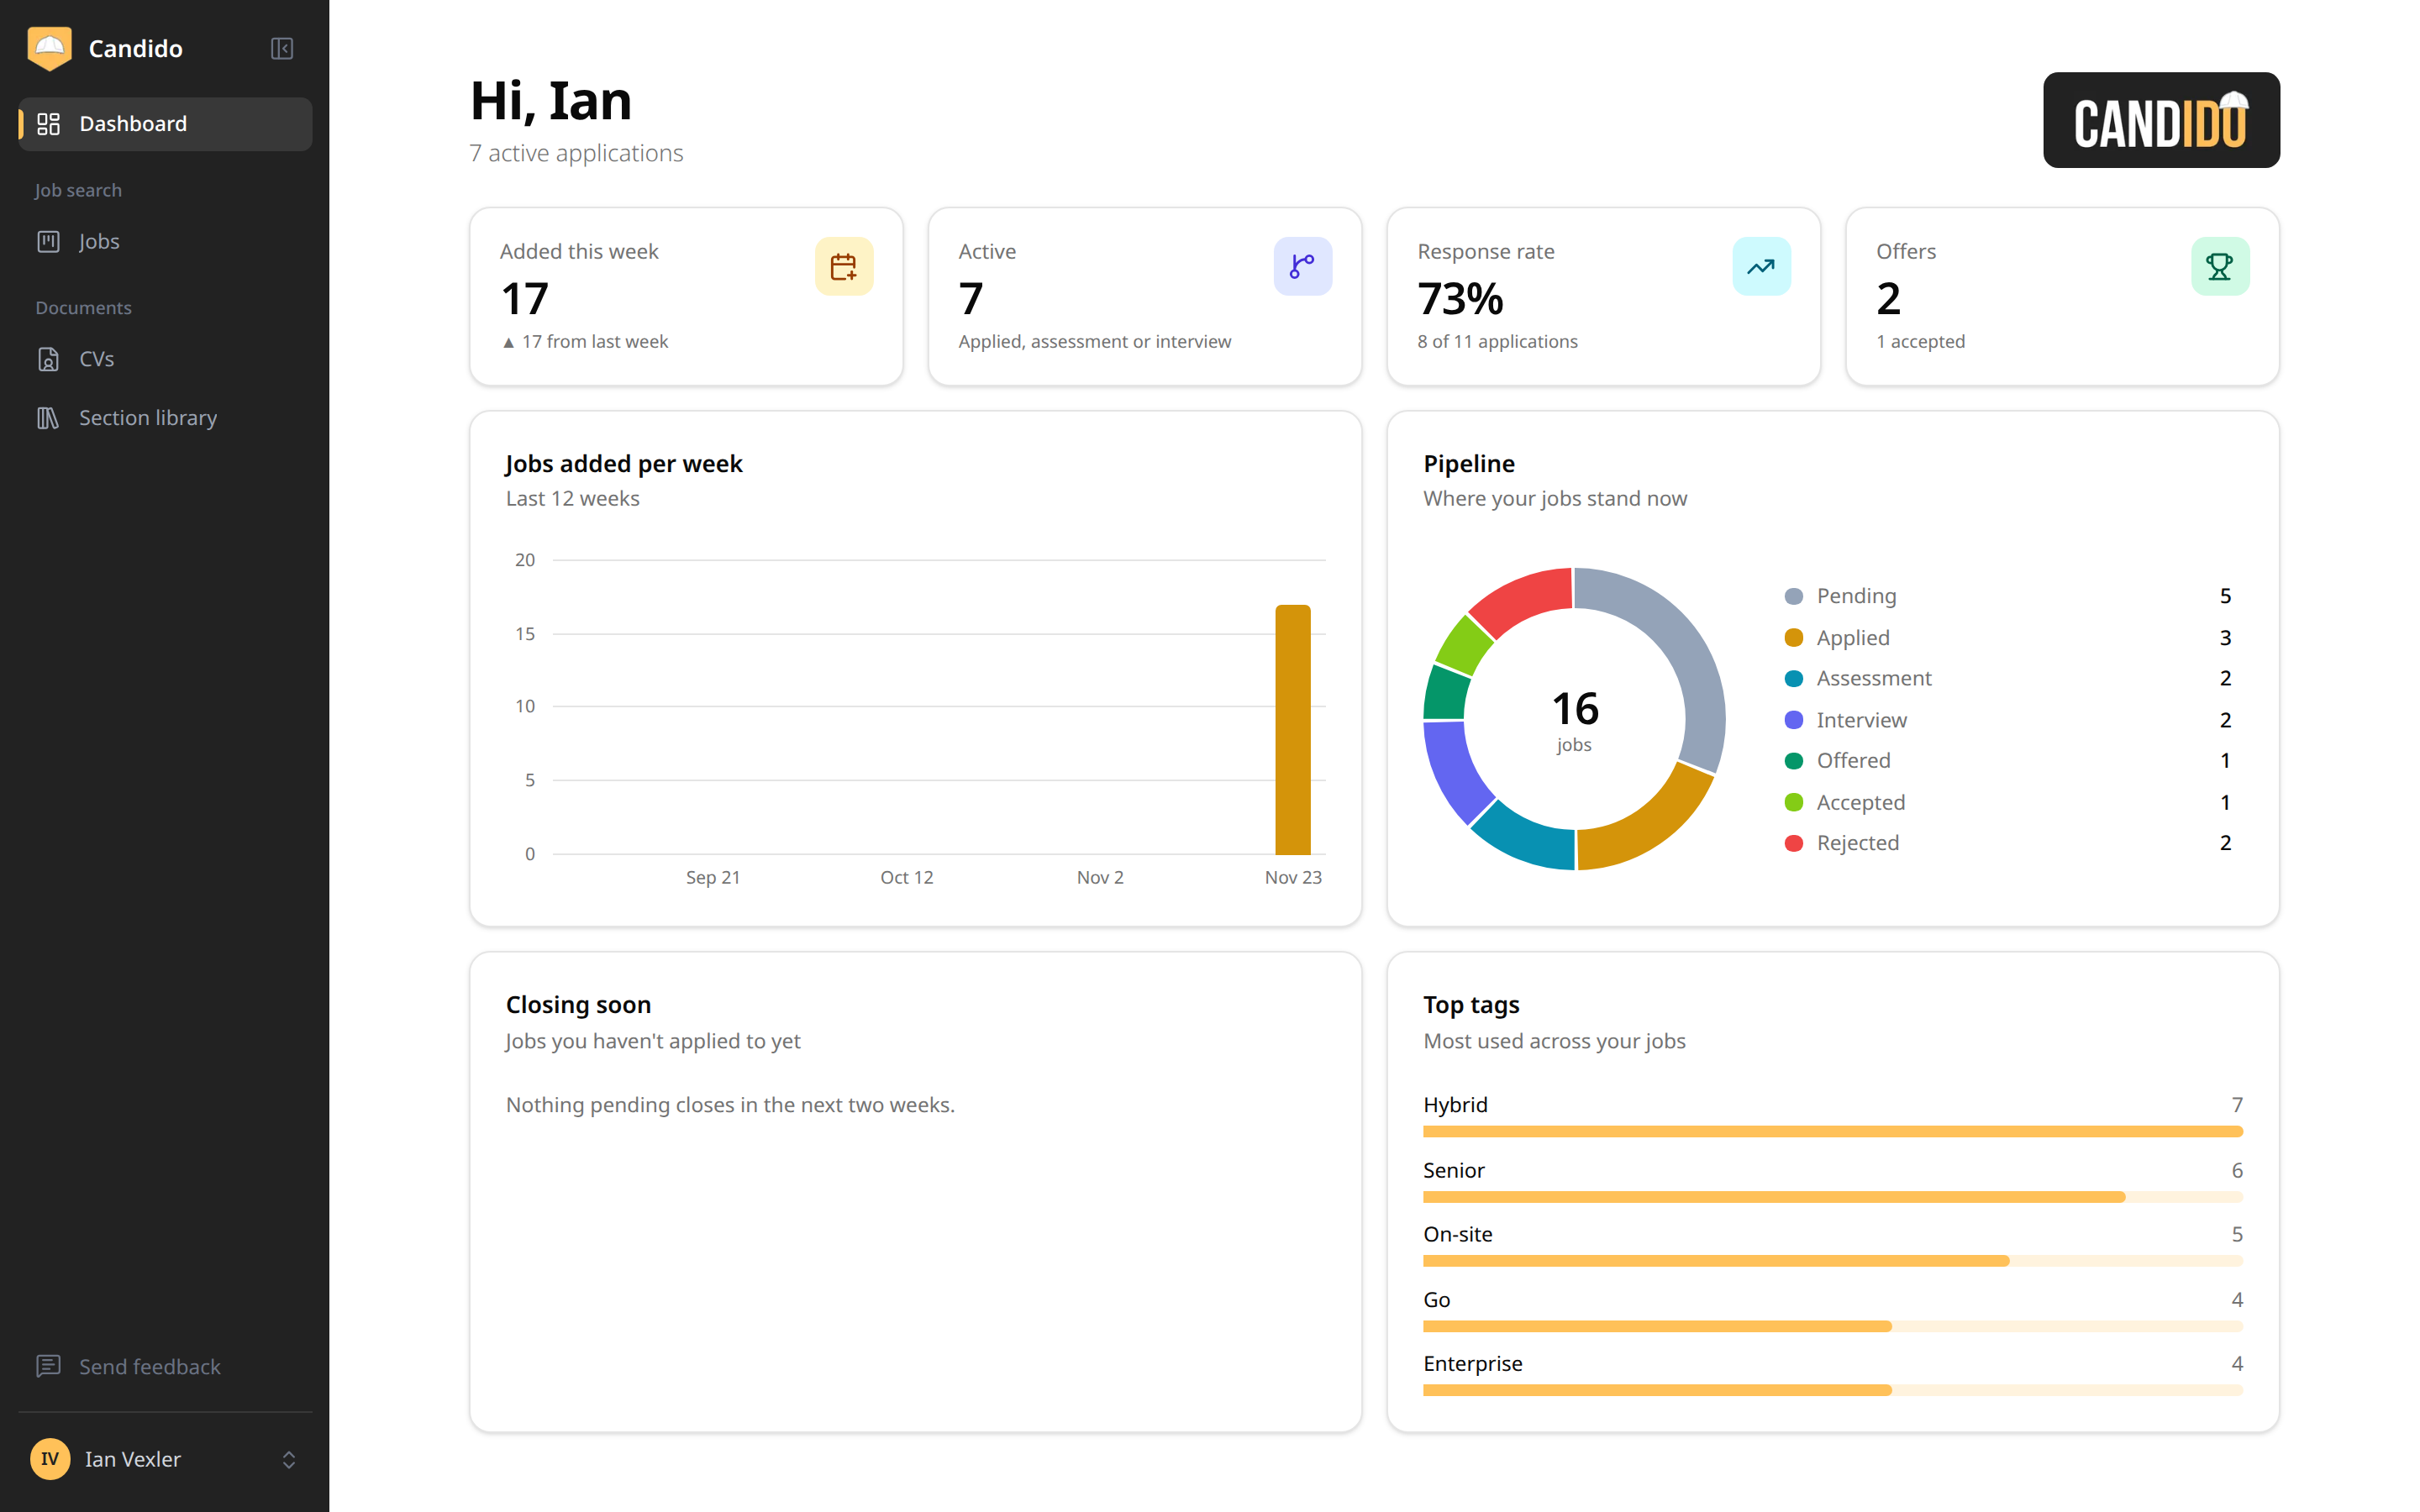 Candido
Dashboard
Job search
Jobs
Documents
CVs
Section library
Send feedback
IV
Ian Vexler
Hi, Ian
7 active applications
CANDIDO
Added this week
17
▲ 17 from last week
Active
7
Applied, assessment or interview
Response rate
73%
8 of 11 applications
Offers
2
1 accepted
Jobs added per week
Last 12 weeks
20
15
10
5
0
Sep 21 Oct 12 Nov 2 Nov 23
Pipeline
Where your jobs stand now
16
jobs
Pending 5
Applied 3
Assessment 2
Interview 2
Offered 1
Accepted 1
Rejected 2
Closing soon
Jobs you haven't applied to yet
Nothing pending closes in the next two weeks.
Top tags
Most used across your jobs
Hybrid 7
Senior 6
On-site 5
Go 4
Enterprise 4